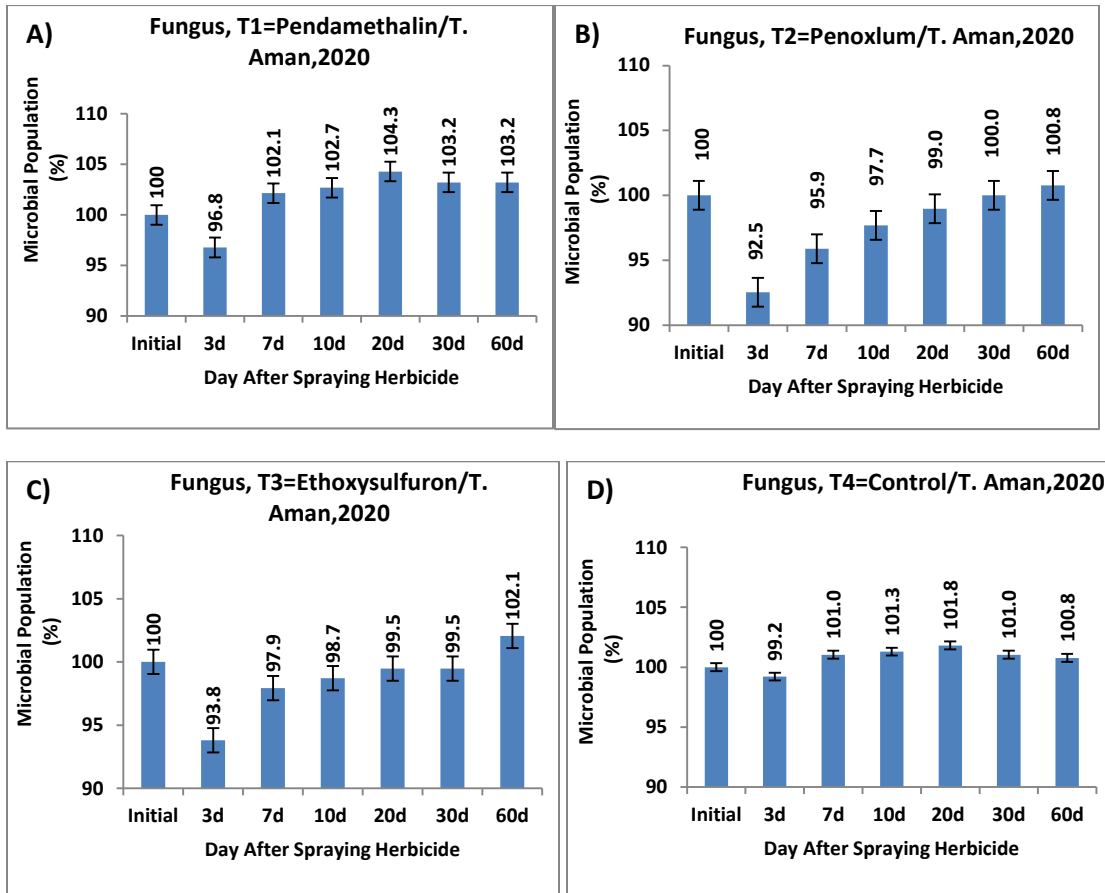 A)
Fungus, T1=Pendamethalin/T.
Aman,2020
Microbial Population
(%)
110
105
100
95
90
100
96.8
102.1
102.7
104.3
103.2
103.2
Initial 3d 7d 10d 20d 30d 60d
Day After Spraying Herbicide
B)
Fungus, T2=Penoxlum/T. Aman,2020
Microbial Population
(%)
110
105
100
95
90
100
92.5
95.9
97.7
99.0
100.0
100.8
Initial 3d 7d 10d 20d 30d 60d
Day After Spraying Herbicide
C)
Fungus, T3=Ethoxysulfuron/T.
Aman,2020
Microbial Population
(%)
110
105
100
95
90
100
93.8
97.9
98.7
99.5
99.5
102.1
Initial 3d 7d 10d 20d 30d 60d
Day After Spraying Herbicide
D)
Fungus, T4=Control/T. Aman,2020
Microbial Population
(%)
110
105
100
95
90
100
99.2
101.0
101.3
101.8
101.0
100.8
Initial 3d 7d 10d 20d 30d 60d
Day After Spraying Herbicide